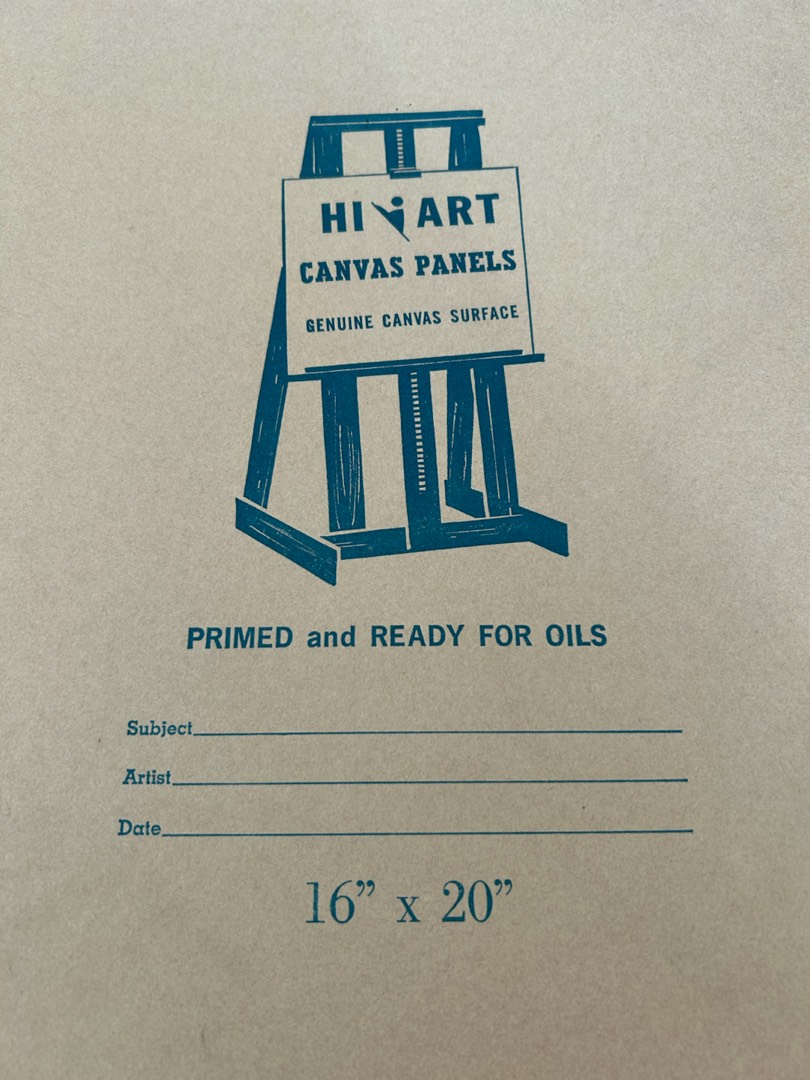 HI ART
CANVAS PANELS
GENUINE CANVAS SURFACE
PRIMED and READY FOR OILS
Subject
Artist
Date
16” x 20”